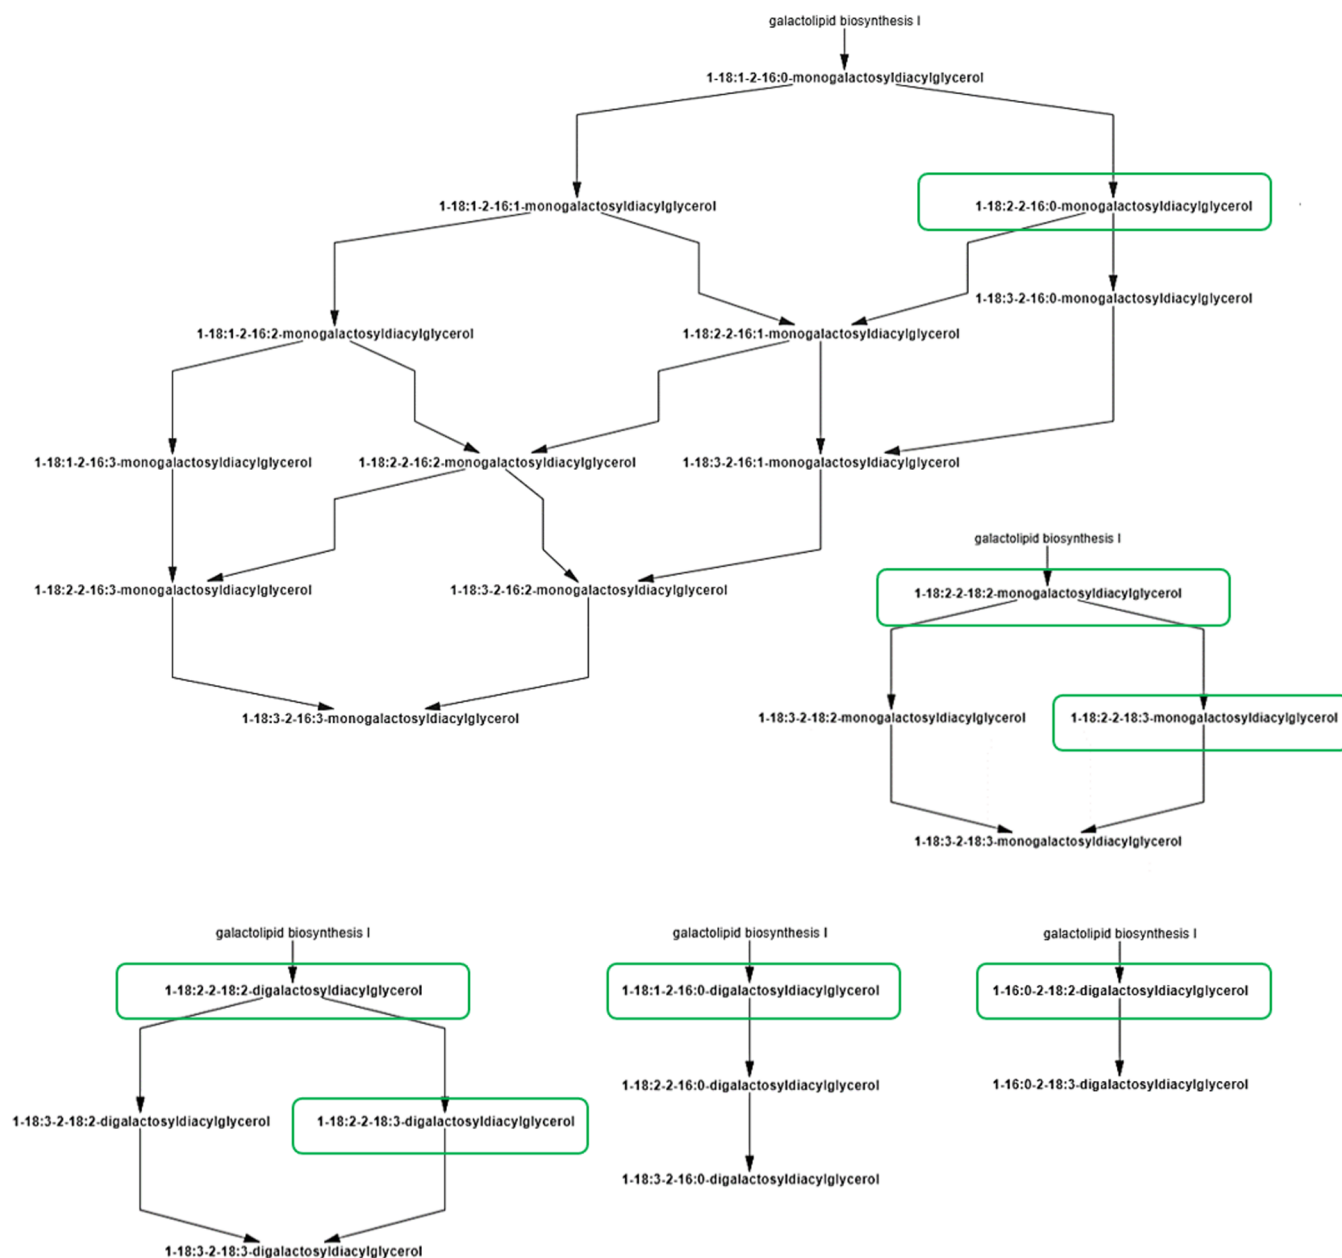 galactolipid biosynthesis I
1-18:1-2-16:0-monogalactosyldiacylglycerol
1-18:1-2-16:1-monogalactosyldiacylglycerol
1-18:2-2-16:0-monogalactosyldiacylglycerol
1-18:3-2-16:0-monogalactosyldiacylglycerol
1-18:1-2-16:2-monogalactosyldiacylglycerol
1-18:2-2-16:1-monogalactosyldiacylglycerol
1-18:1-2-16:3-monogalactosyldiacylglycerol
1-18:2-2-16:2-monogalactosyldiacylglycerol
1-18:3-2-16:1-monogalactosyldiacylglycerol
1-18:2-2-16:3-monogalactosyldiacylglycerol
1-18:3-2-16:2-monogalactosyldiacylglycerol
1-18:3-2-16:3-monogalactosyldiacylglycerol
galactolipid biosynthesis I
1-18:2-2-18:2-monogalactosyldiacylglycerol
1-18:3-2-18:2-monogalactosyldiacylglycerol
1-18:2-2-18:3-monogalactosyldiacylglycerol
1-18:3-2-18:3-monogalactosyldiacylglycerol
galactolipid biosynthesis I
1-18:2-2-18:2-digalactosyldiacylglycerol
1-18:3-2-18:2-digalactosyldiacylglycerol
1-18:2-2-18:3-digalactosyldiacylglycerol
1-18:3-2-18:3-digalactosyldiacylglycerol
galactolipid biosynthesis I
1-18:1-2-16:0-digalactosyldiacylglycerol
1-18:2-2-16:0-digalactosyldiacylglycerol
1-18:3-2-16:0-digalactosyldiacylglycerol
galactolipid biosynthesis I
1-16:0-2-18:2-digalactosyldiacylglycerol
1-16:0-2-18:3-digalactosyldiacylglycerol